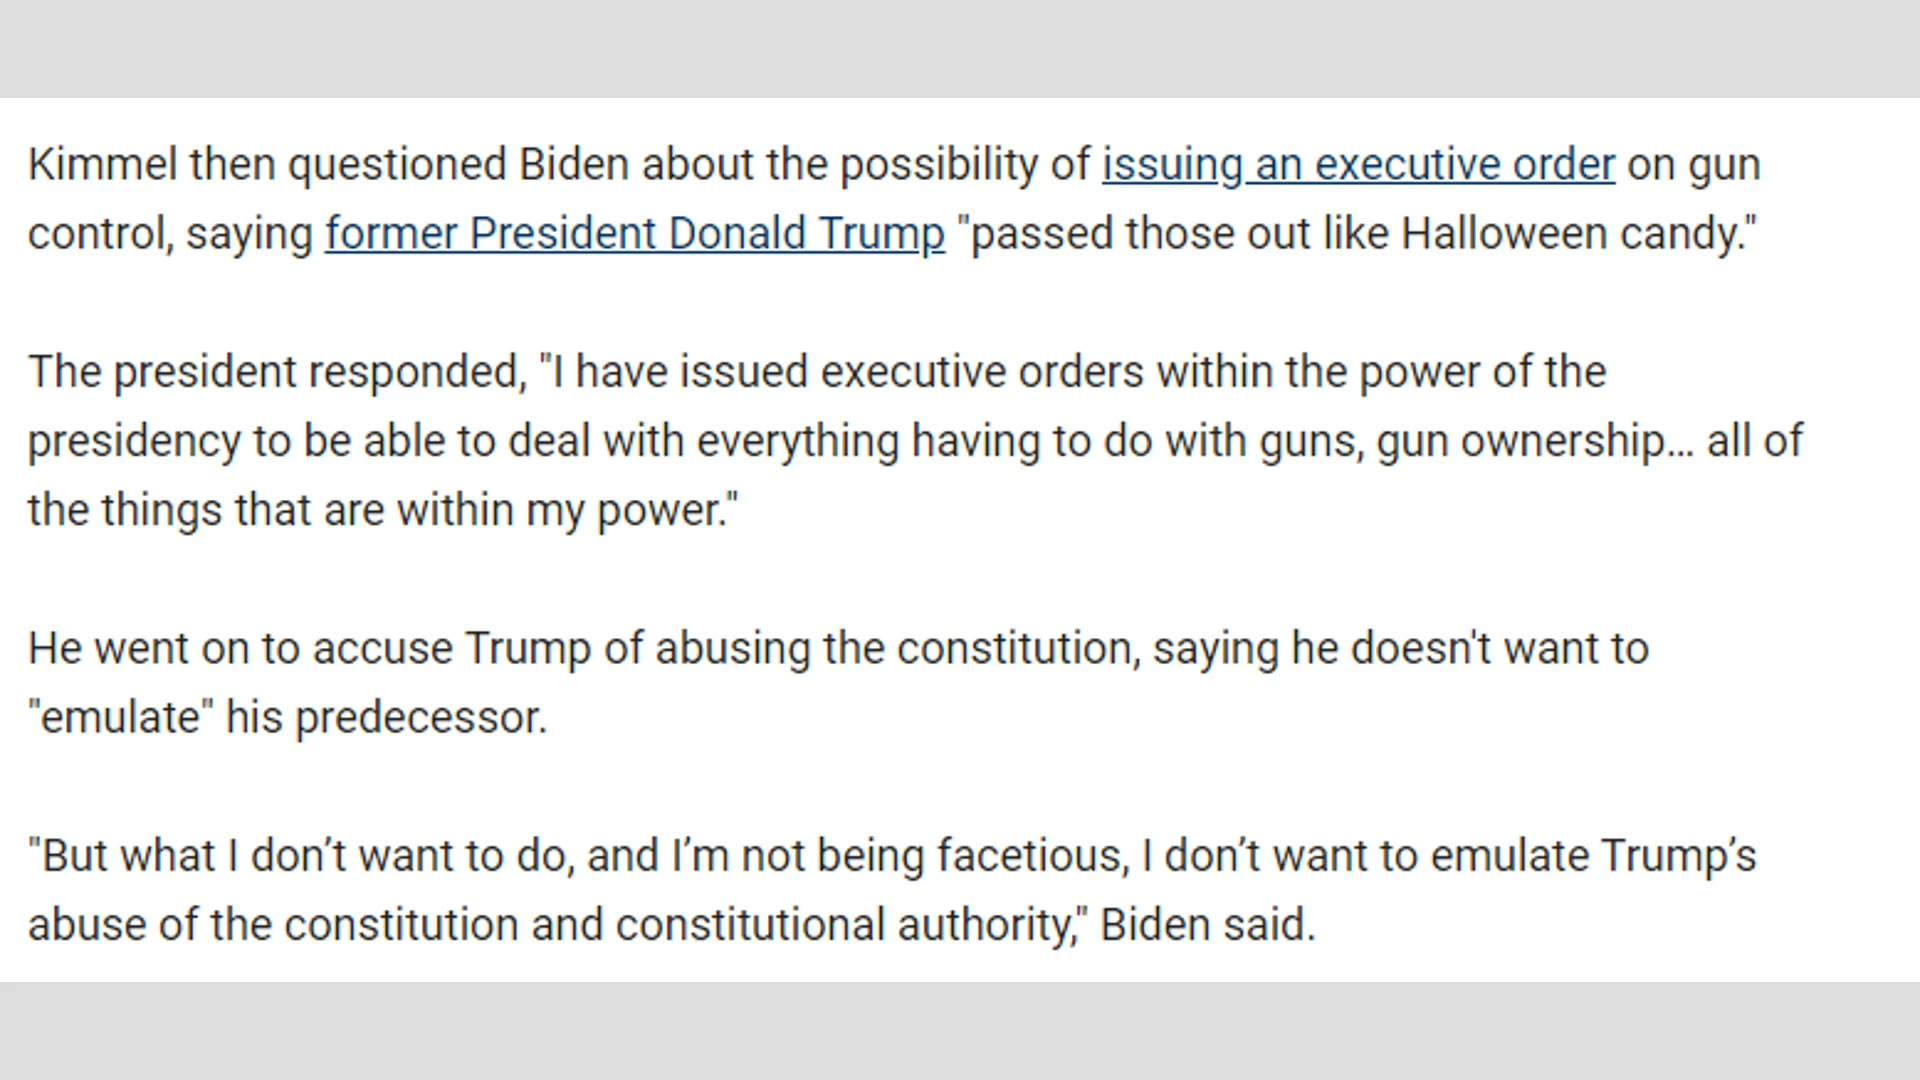 Kimmel then questioned Biden about the possibility of issuing an executive order on gun
control, saying former President Donald Trump "passed those out like Halloween candy."
The president responded, "I have issued executive orders within the power of the
presidency to be able to deal with everything having to do with guns, gun ownership... all of
the things that are within my power."
He went on to accuse Trump of abusing the constitution, saying he doesn't want to
"emulate" his predecessor.
"But what I don’t want to do, and I’m not being facetious, I don’t want to emulate Trump’s
abuse of the constitution and constitutional authority," Biden said.